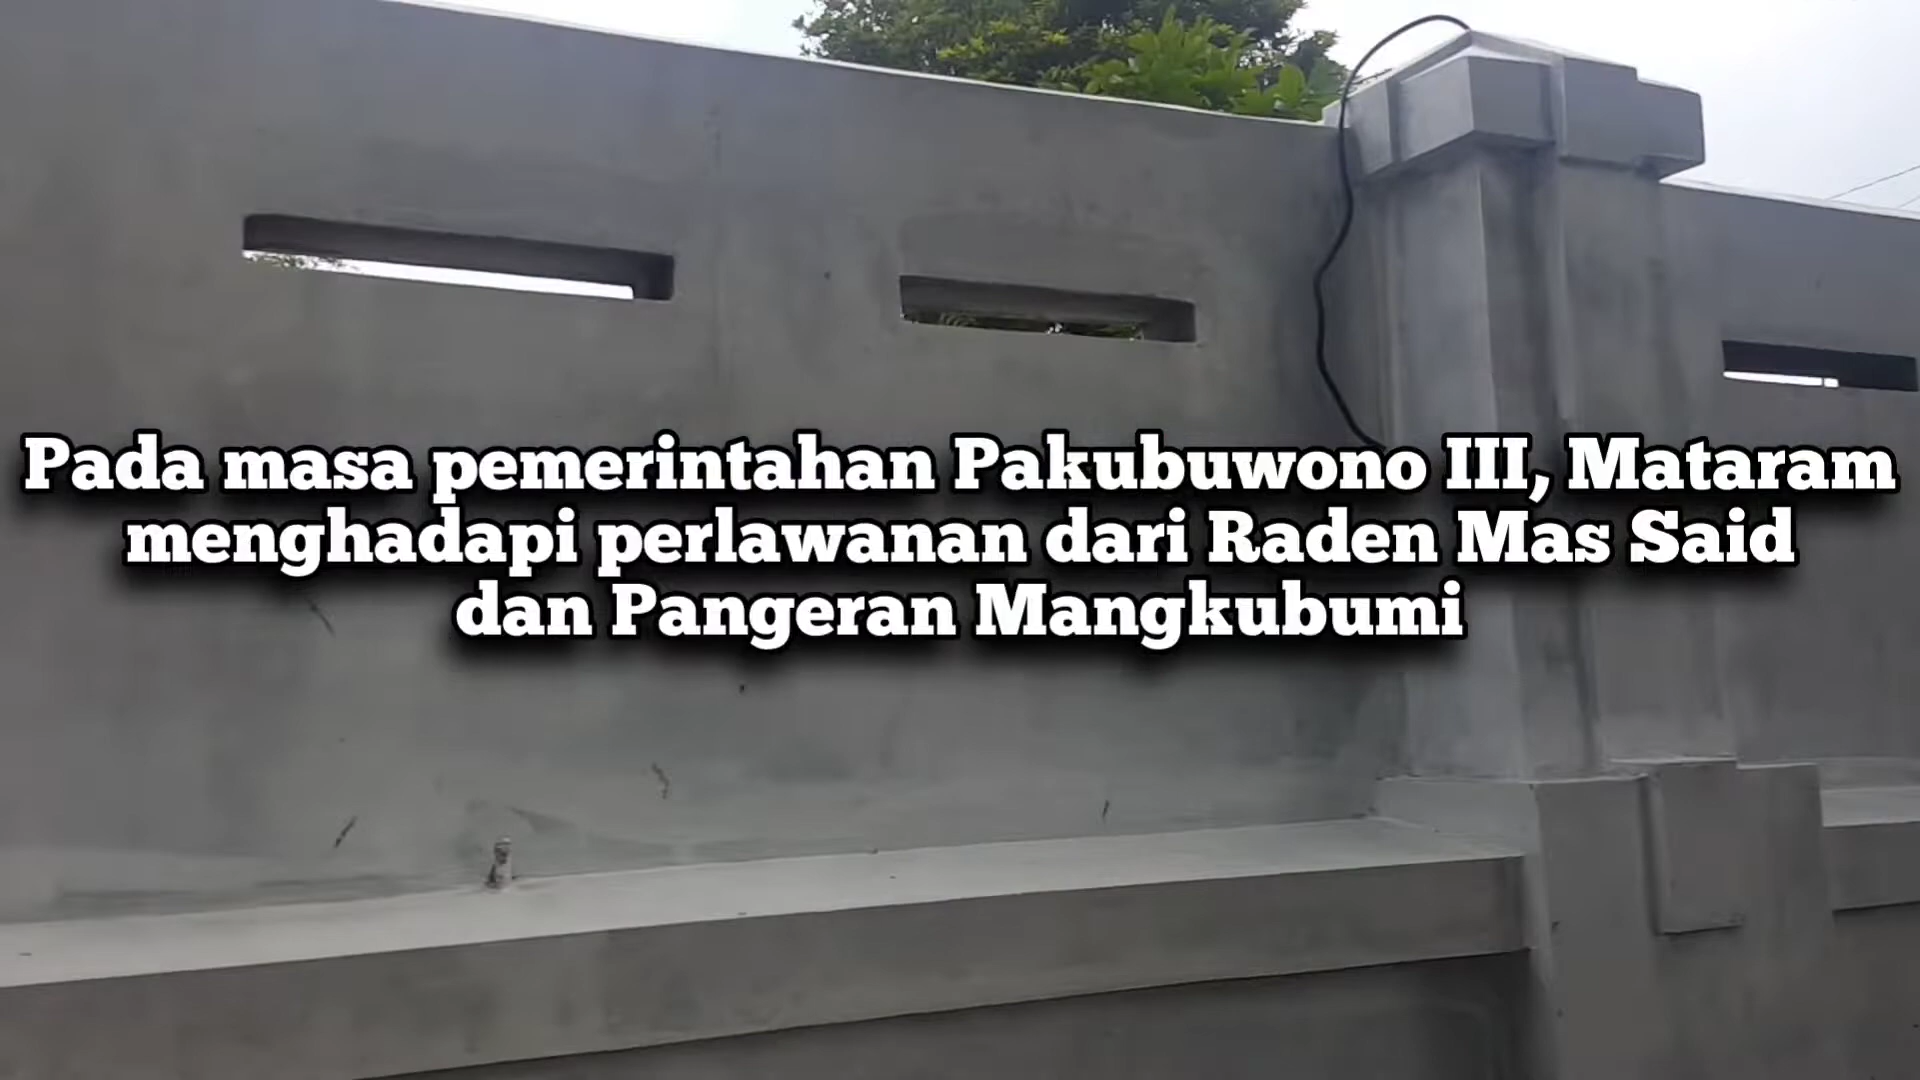 Pada masa pemerintahan Pakubuwono III, Mataram
menghadapi perlawanan dari Raden Mas Said
dan Pangeran Mangkubumi